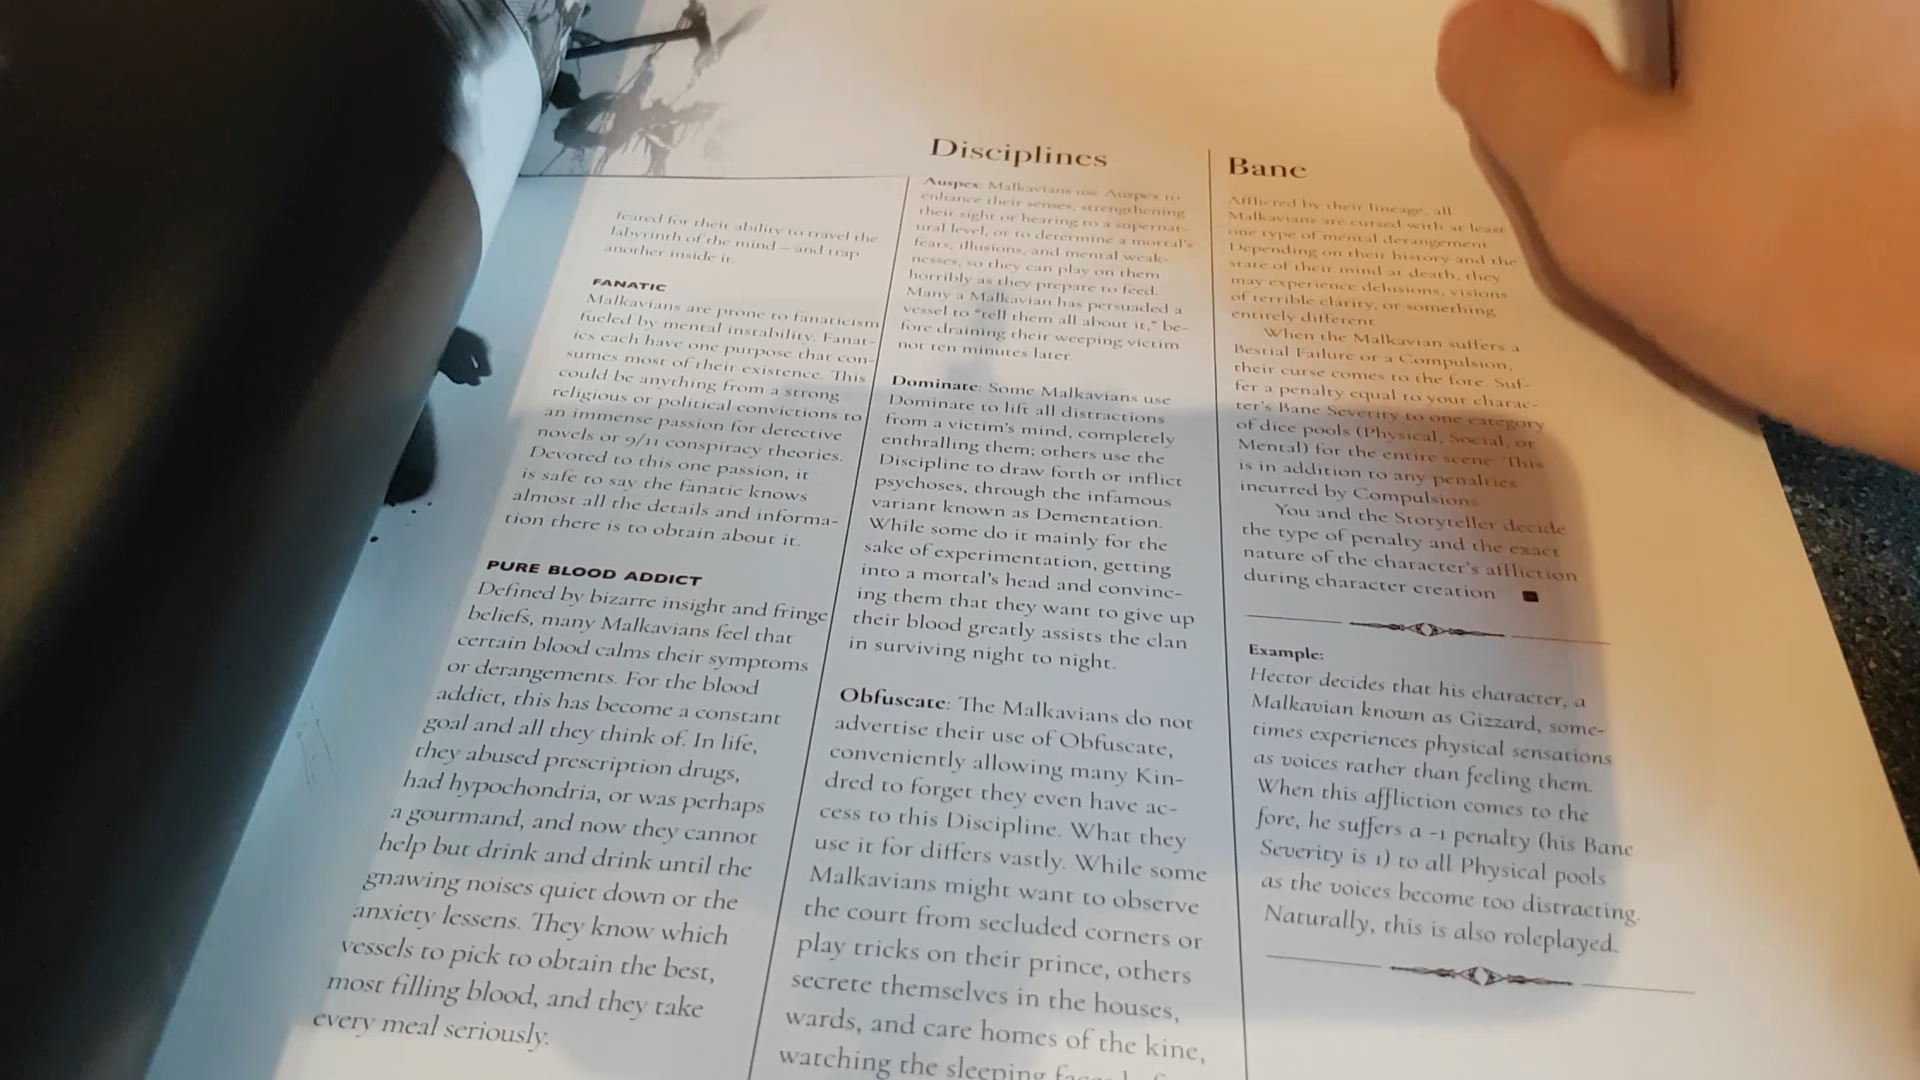 feared for their ability to travel the
labyrinth of the mind – and trap
another inside it.
FANATIC
Malkavians are prone to fanaticism
fueled by mental instability. Fanat-
ics each have one purpose that con-
sumes most of their existence. This
could be anything from a strong
religious or political convictions to
an immense passion for detective
novels or 9/11 conspiracy theories.
Devoted to this one passion, it
is safe to say the fanatic knows
almost all the details and informa-
tion there is to obtain about it.
PURE BLOOD ADDICT
Defined by bizarre insight and fringe
beliefs, many Malkavians feel that
certain blood calms their symptoms
or derangements. For the blood
addict, this has become a constant
goal and all they think of. In life,
they abused prescription drugs,
had hypochondria, or was perhaps
a gourmand, and now they cannot
help but drink and drink until the
gnawing noises quiet down or the
anxiety lessens. They know which
vessels to pick to obtain the best,
most filling blood, and they take
every meal seriously.
Disciplines
Auspex: Malkavians use Auspex to
enhance their senses, strengthening
their sight or hearing to a supernat-
ural level, or to determine a mortal's
fears, illusions, and mental weak-
nesses, so they can play on them
horribly as they prepare to feed.
Many a Malkavian has persuaded a
vessel to "tell them all about it," be-
fore draining their weeping victim
not ten minutes later.
Dominate: Some Malkavians use
Dominate to lift all distractions
from a victim's mind, completely
enthralling them; others use the
Discipline to draw forth or inflict
psychoses, through the infamous
variant known as Dementation.
While some do it mainly for the
sake of experimentation, getting
into a mortal's head and convinc-
ing them that they want to give up
their blood greatly assists the clan
in surviving night to night.
Obfuscate: The Malkavians do not
advertise their use of Obfuscate,
conveniently allowing many Kin-
dred to forget they even have ac-
cess to this Discipline. What they
use it for differs vastly. While some
Malkavians might want to observe
the court from secluded corners or
play tricks on their prince, others
secrete themselves in the houses,
wards, and care homes of the kine,
watching the sleeping
Bane
Afflicted by their lineage, all
Malkavians are cursed with at least
one type of mental derangement.
Depending on their history and the
state of their mind at death, they
may experience delusions, visions
of terrible clarity, or something
entirely different.
When the Malkavian suffers a
Bestial Failure or a Compulsion,
their curse comes to the fore. Suf-
fer a penalty equal to your charac-
ter's Bane Severity to one category
of dice pools (Physical, Social, or
Mental) for the entire scene. This
is in addition to any penalties
incurred by Compulsions.
You and the Storyteller decide
the type of penalty and the exact
nature of the character's affliction
during character creation.
Example:
Hector decides that his character, a
Malkavian known as Gizzard, some-
times experiences physical sensations
as voices rather than feeling them.
When this affliction comes to the
fore, he suffers a -1 penalty (his Bane
Severity is 1) to all Physical pools
as the voices become too distracting.
Naturally, this is also roleplayed.